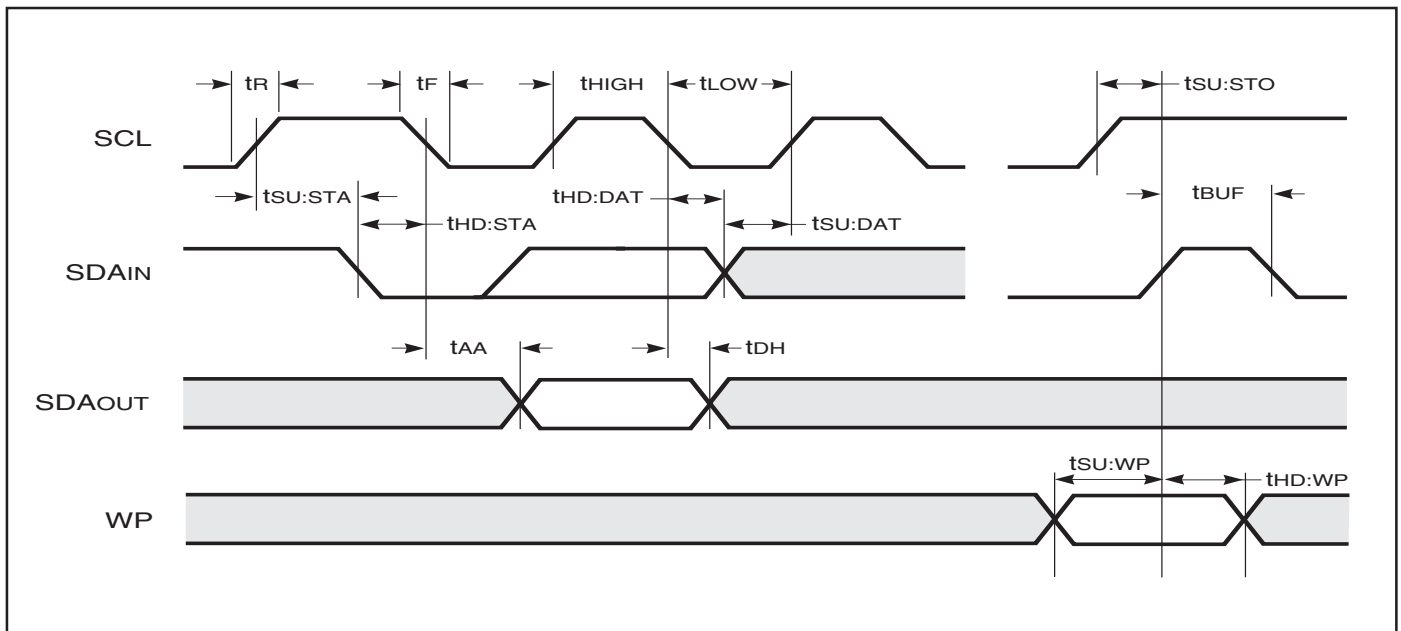 tR
tF
tHIGH
tLOW
tSU:STO
SCL
tSU:STA
tHD:STA
tHD:DAT
tSU:DAT
tBUF
SDAIN
tAA
tDH
SDAOUT
tSU:WP
tHD:WP
WP